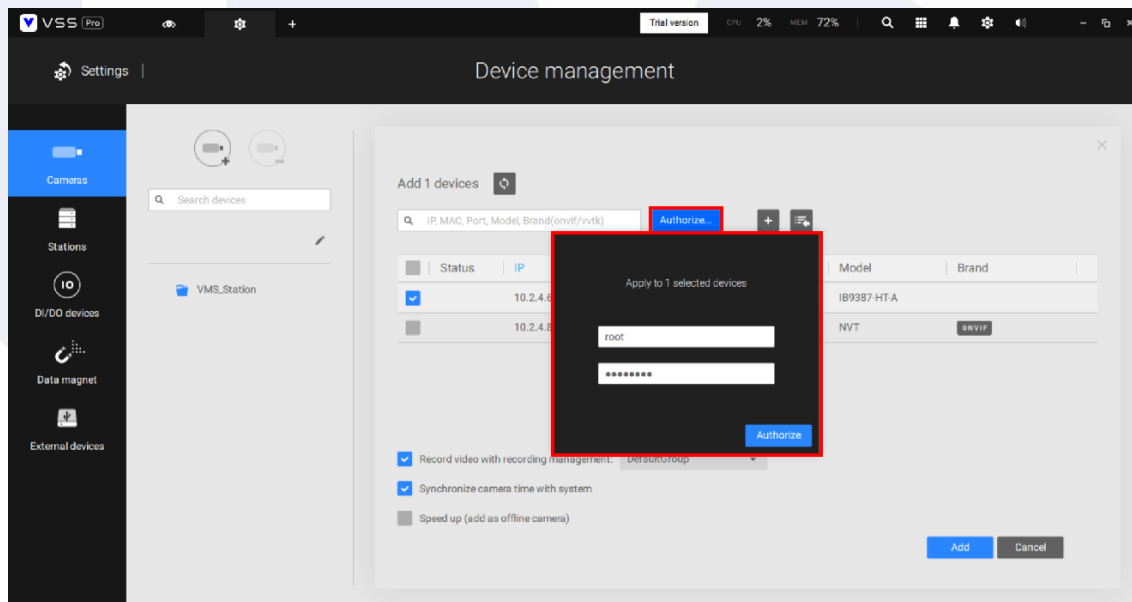 VSS Pro
Trial version CPU 2% MEM 72%
Settings
Device management
Cameras
Stations
DI/DO devices
Data magnet
External devices
Search devices
VMS_Station
Add 1 devices
IP, MAC, Port, Model, Brand(onvif/vvtk) Authorize...
Status IP Model Brand
10.2.4.6 IB9387-HT-A
10.2.4.8 NVT ONVIF
Apply to 1 selected devices
root
••••••••
Authorize
Record video with recording management: DefaultGroup
Synchronize camera time with system
Speed up (add as offline camera)
Add Cancel